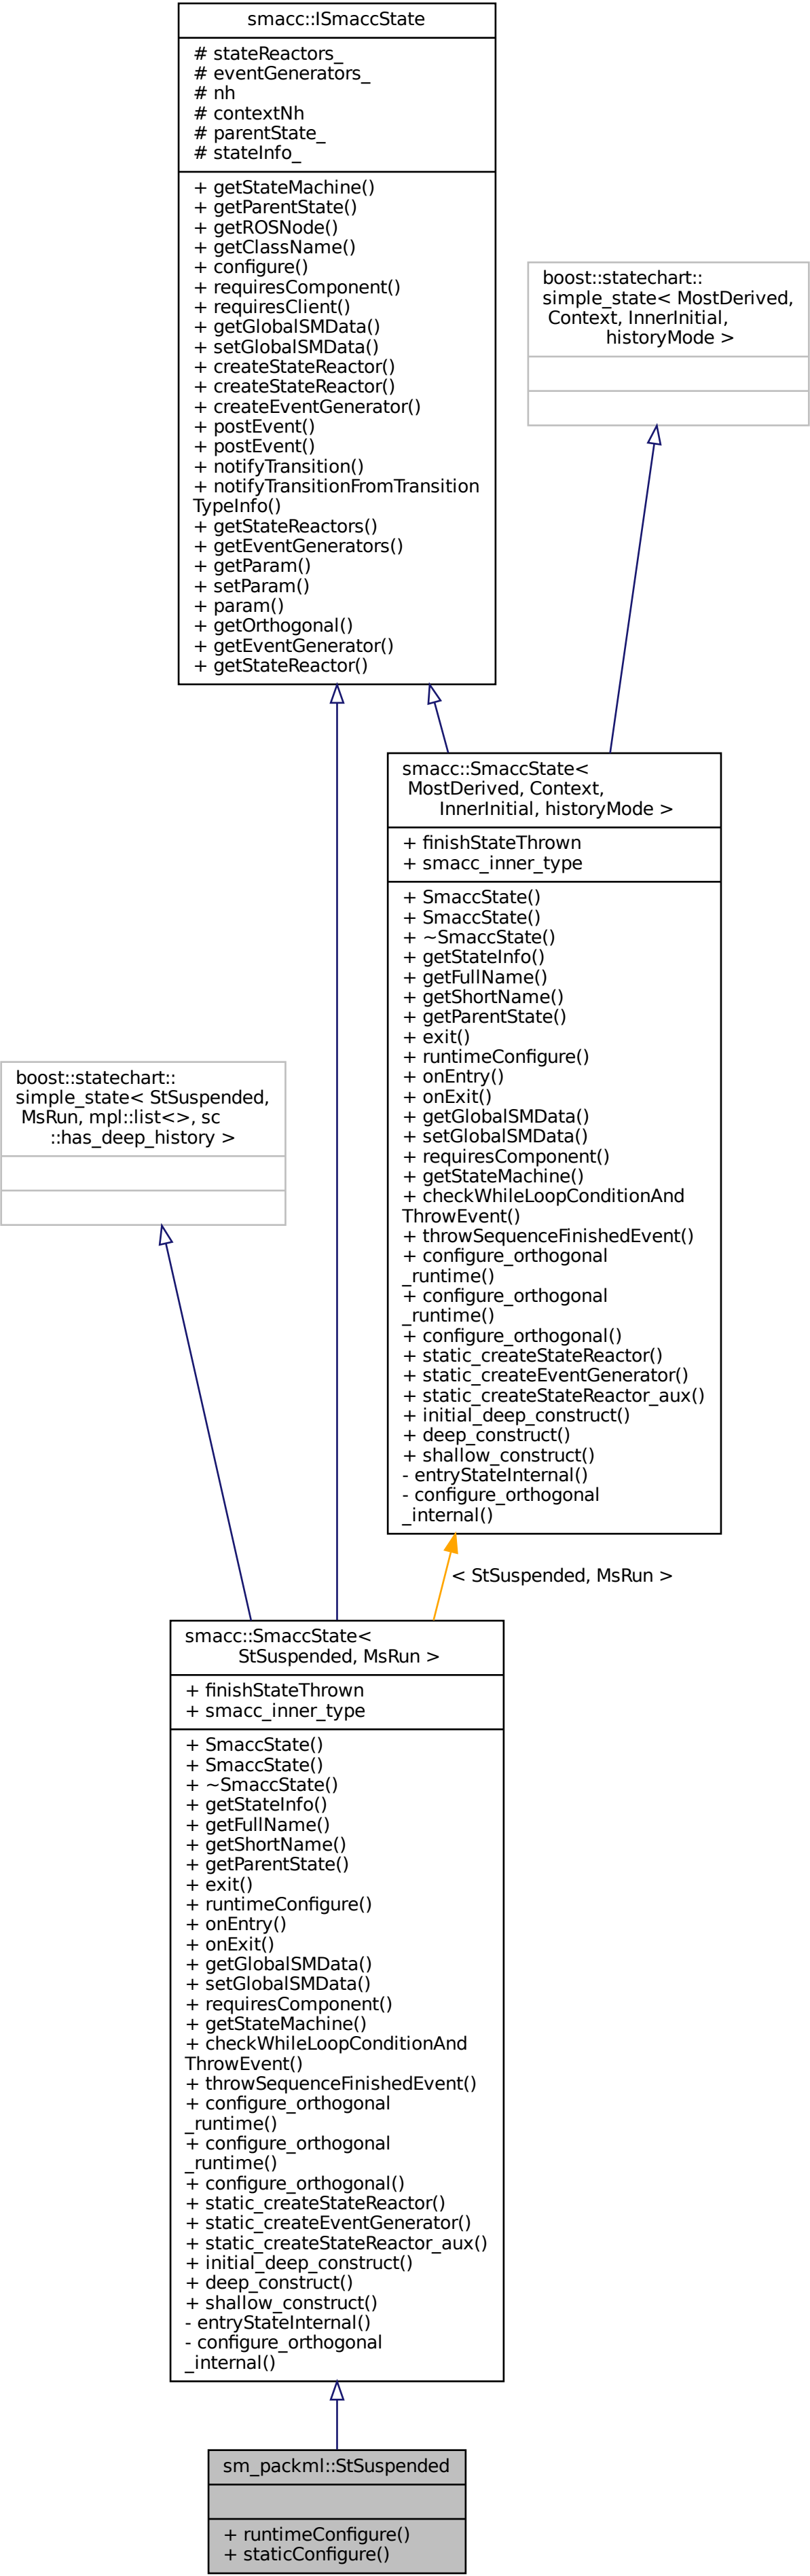 smacc::ISmaccState
# stateReactors_
# eventGenerators_
# nh
# contextNh
# parentState_
# stateInfo_
+ getStateMachine()
+ getParentState()
+ getROSNode()
+ getClassName()
+ configure()
+ requiresComponent()
+ requiresClient()
+ getGlobalSMData()
+ setGlobalSMData()
+ createStateReactor()
+ createStateReactor()
+ createEventGenerator()
+ postEvent()
+ postEvent()
+ notifyTransition()
+ notifyTransitionFromTransition
TypeInfo()
+ getStateReactors()
+ getEventGenerators()
+ getParam()
+ setParam()
+ param()
+ getOrthogonal()
+ getEventGenerator()
+ getStateReactor()
boost::statechart::
simple_state< MostDerived,
Context, InnerInitial,
historyMode >
smacc::SmaccState<
MostDerived, Context,
InnerInitial, historyMode >
+ finishStateThrown
+ smacc_inner_type
+ SmaccState()
+ SmaccState()
+ ~SmaccState()
+ getStateInfo()
+ getFullName()
+ getShortName()
+ getParentState()
+ exit()
+ runtimeConfigure()
+ onEntry()
+ onExit()
+ getGlobalSMData()
+ setGlobalSMData()
+ requiresComponent()
+ getStateMachine()
+ checkWhileLoopConditionAnd
ThrowEvent()
+ throwSequenceFinishedEvent()
+ configure_orthogonal
_runtime()
+ configure_orthogonal
_runtime()
+ configure_orthogonal()
+ static_createStateReactor()
+ static_createEventGenerator()
+ static_createStateReactor_aux()
+ initial_deep_construct()
+ deep_construct()
+ shallow_construct()
- entryStateInternal()
- configure_orthogonal
_internal()
boost::statechart::
simple_state< StSuspended,
MsRun, mpl::list<>, sc
::has_deep_history >
< StSuspended, MsRun >
smacc::SmaccState<
StSuspended, MsRun >
+ finishStateThrown
+ smacc_inner_type
+ SmaccState()
+ SmaccState()
+ ~SmaccState()
+ getStateInfo()
+ getFullName()
+ getShortName()
+ getParentState()
+ exit()
+ runtimeConfigure()
+ onEntry()
+ onExit()
+ getGlobalSMData()
+ setGlobalSMData()
+ requiresComponent()
+ getStateMachine()
+ checkWhileLoopConditionAnd
ThrowEvent()
+ throwSequenceFinishedEvent()
+ configure_orthogonal
_runtime()
+ configure_orthogonal
_runtime()
+ configure_orthogonal()
+ static_createStateReactor()
+ static_createEventGenerator()
+ static_createStateReactor_aux()
+ initial_deep_construct()
+ deep_construct()
+ shallow_construct()
- entryStateInternal()
- configure_orthogonal
_internal()
sm_packml::StSuspended
+ runtimeConfigure()
+ staticConfigure()